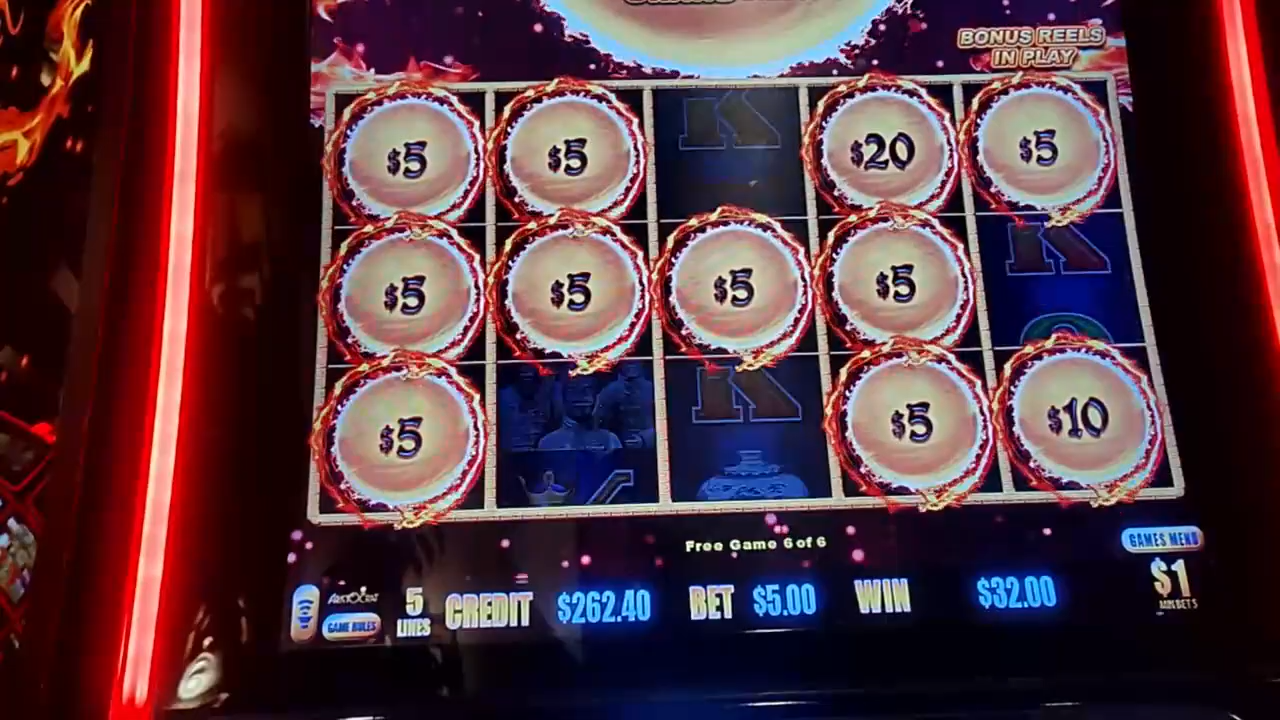 BONUS REELS
IN PLAY
$5 $5 K $20 $5
$5 $5 $5 $5 K
$5 K $5 $10
Free Game 6 of 6
GAMES MENU
ARISTOCRAT
GAME RULES
5
LINES
CREDIT $262.40 BET $5.00 WIN $32.00
$1